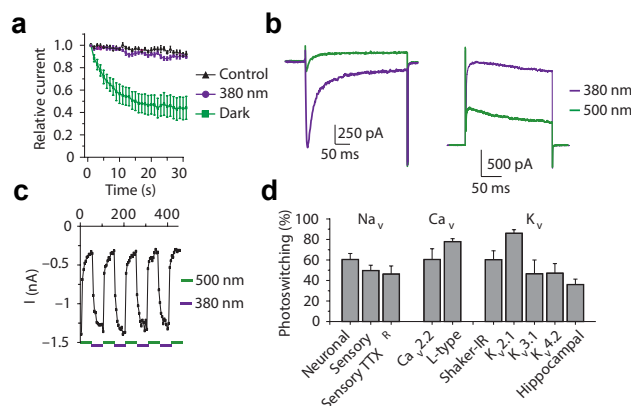 a
1.0
0.8
0.6
0.4
0.2
0
Relative current
0 10 20 30
Time (s)
Control
380 nm
Dark
b
250 pA
50 ms
500 pA
50 ms
380 nm
500 nm
c
0 200 400
0
−0.5
−1
−1.5
I (nA)
500 nm
380 nm
d
Photoswitching (%)
100
80
60
40
20
0
Nav
Cav
Kv
Neuronal
Sensory
Sensory TTX R
Cav2.2
L-type
Shaker-IR
Kv2.1
Kv3.1
Kv4.2
Hippocampal